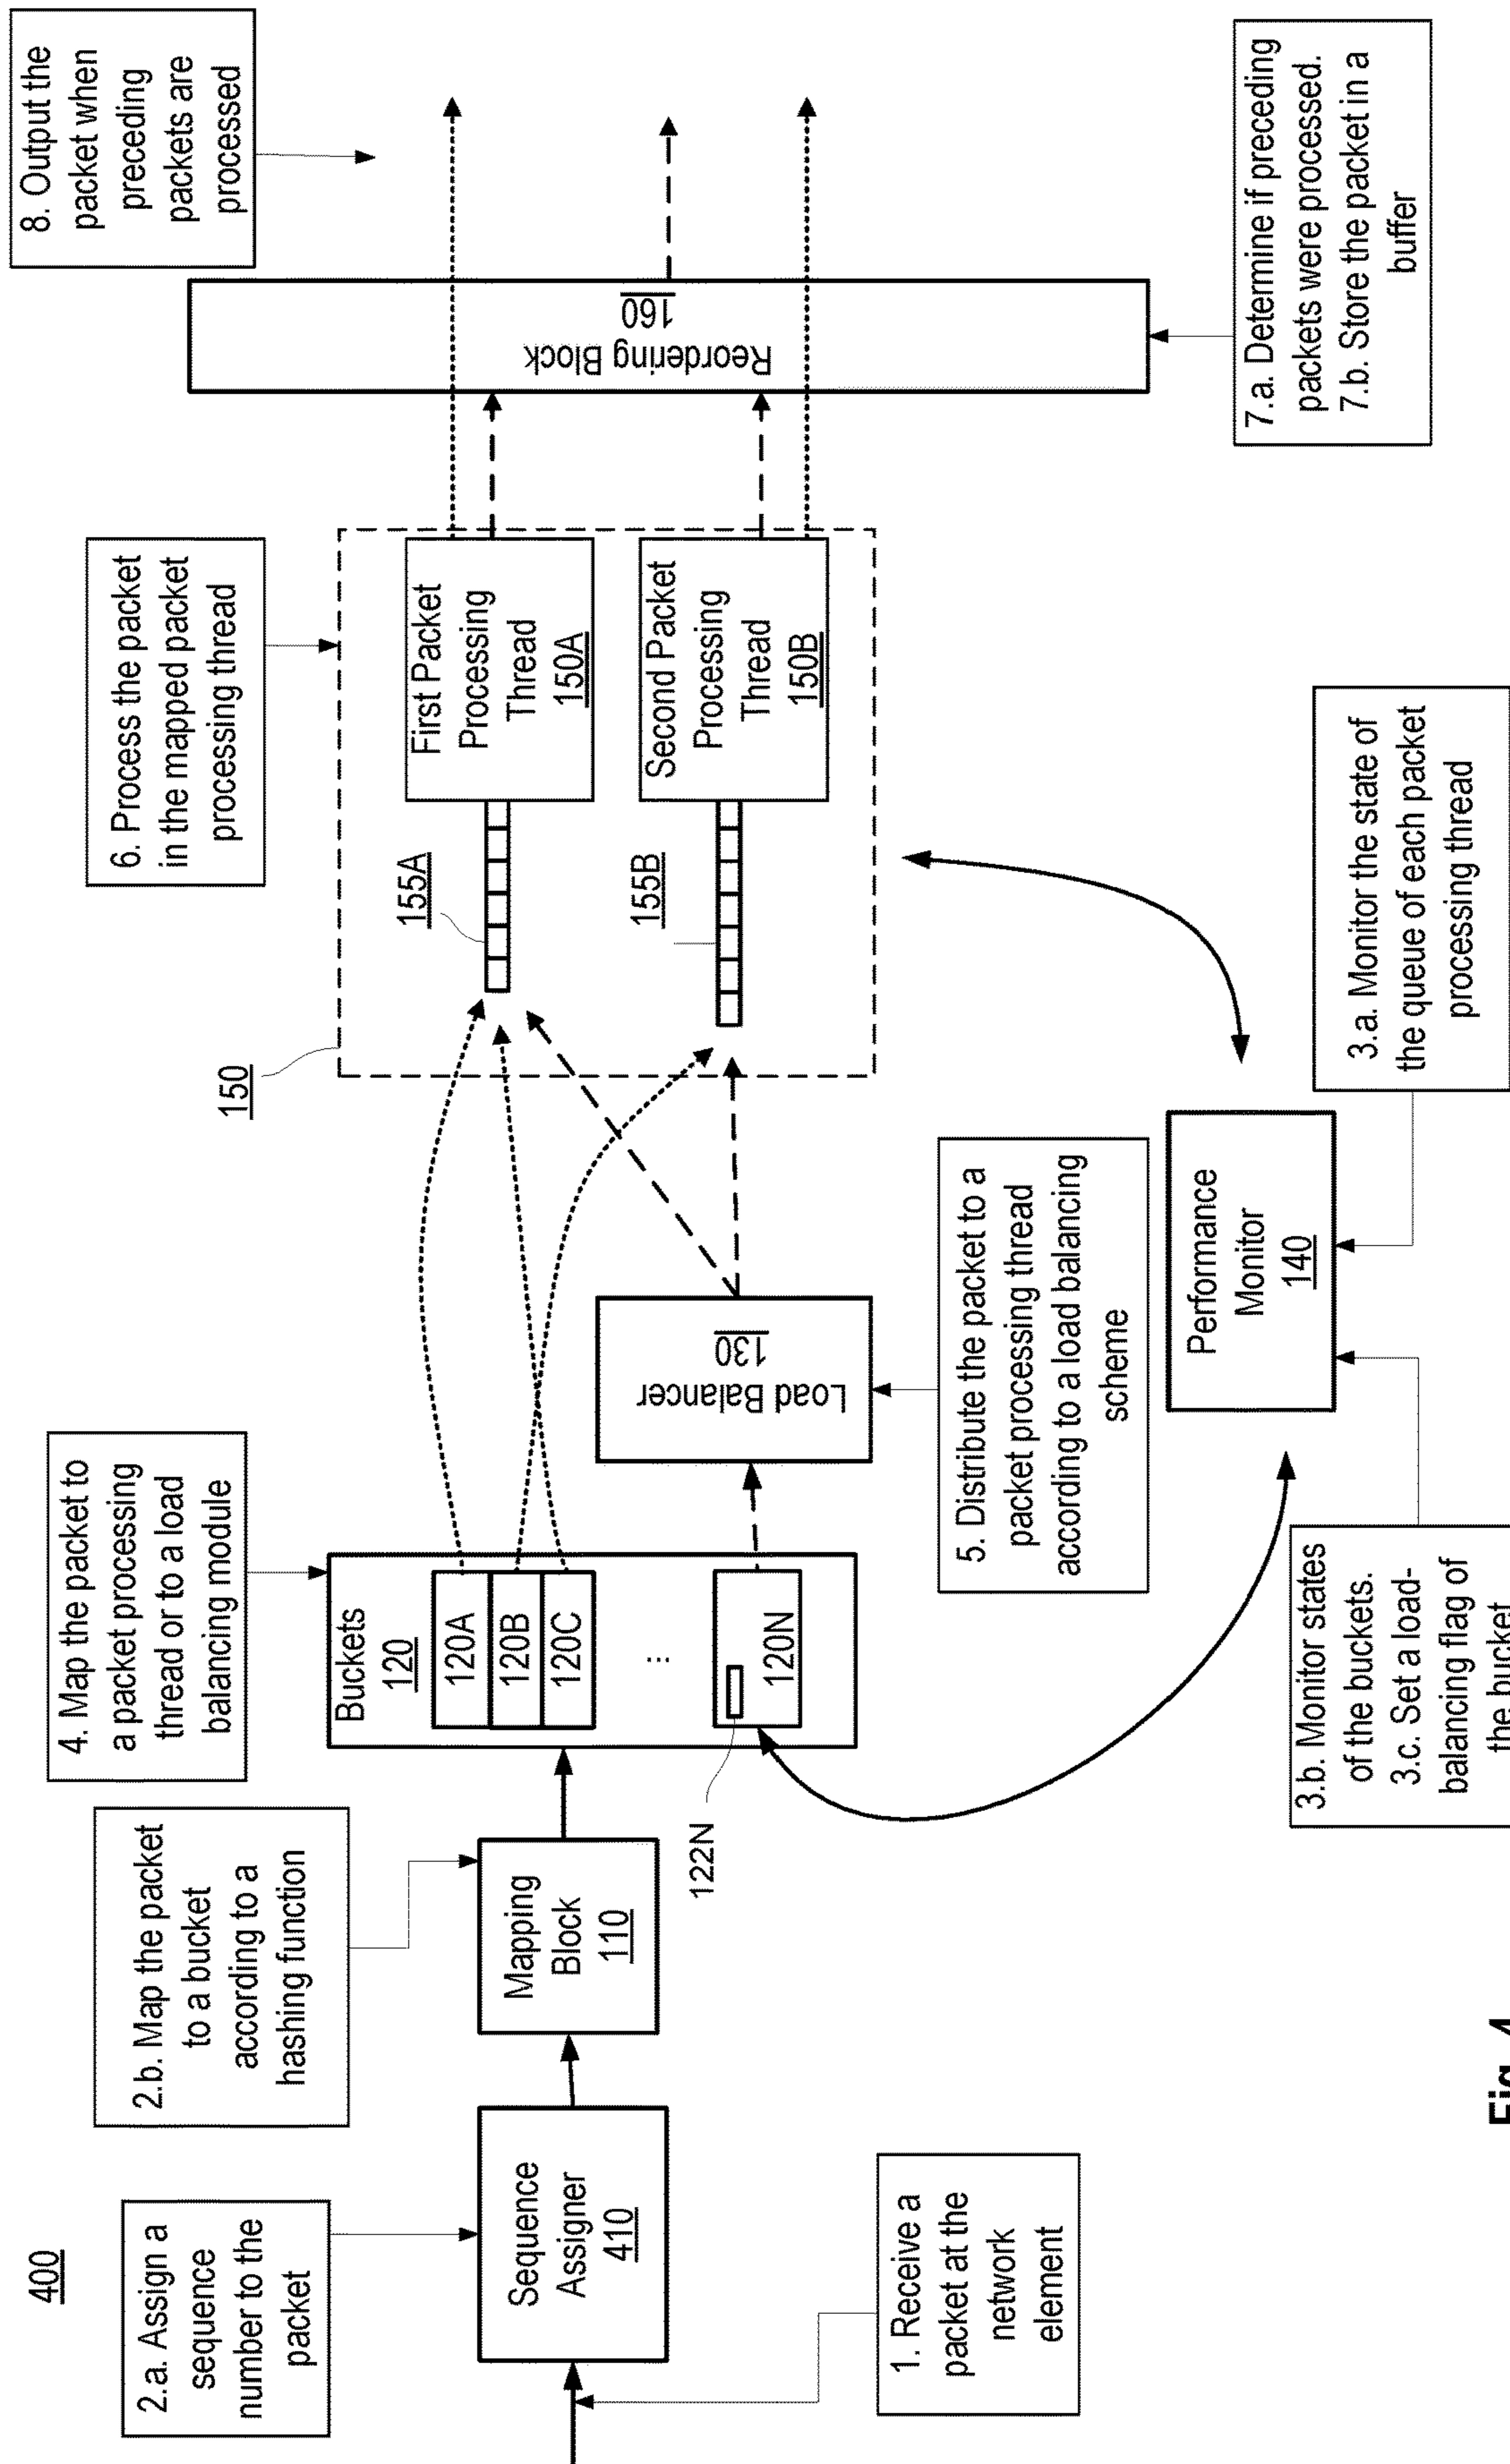 400
2.a. Assign a
sequence
number to the
packet
2.b. Map the packet
to a bucket
according to a
hashing function
4. Map the packet to
a packet processing
thread or to a load
balancing module
6. Process the packet
in the mapped packet
processing thread
8. Output the
packet when
preceding
packets are
processed
1. Receive a
packet at the
network
element
Sequence
Assigner
410
Mapping
Block
110
Buckets
120
120A
120B
120C
...
120N
122N
Load Balancer
130
5. Distribute the packet to a
packet processing thread
according to a load balancing
scheme
150
155A
155B
First Packet
Processing
Thread
150A
Second Packet
Processing
Thread
150B
Reordering Block
160
7.a. Determine if preceding
packets were processed.
7.b. Store the packet in a
buffer
Performance
Monitor
140
3.a. Monitor the state of
the queue of each packet
processing thread
3.b. Monitor states
of the buckets.
3.c. Set a load-
balancing flag of
the bucket
Fig. 4